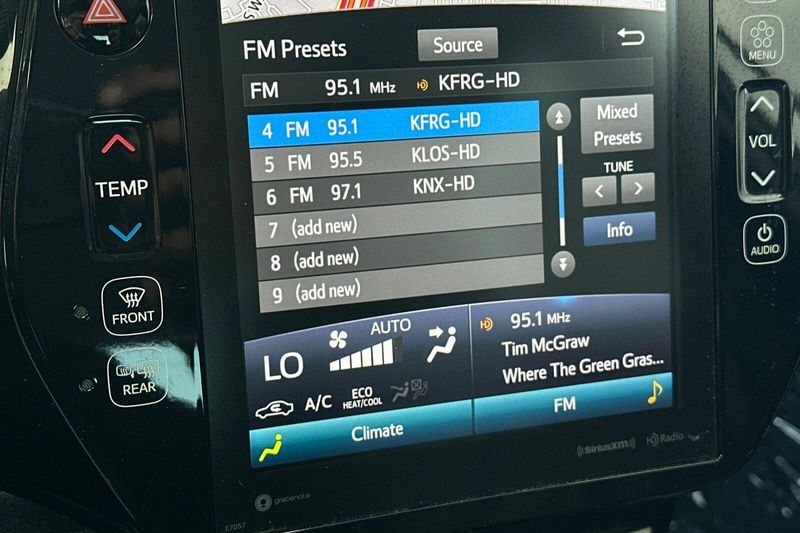 FM Presets
Source
FM 95.1 MHz KFRG-HD
4 FM 95.1 KFRG-HD
5 FM 95.5 KLOS-HD
6 FM 97.1 KNX-HD
7 (add new)
8 (add new)
9 (add new)
Mixed
Presets
TUNE
< >
Info
LO
AUTO
A/C
ECO
HEAT/COOL
Climate
95.1 MHz
Tim McGraw
Where The Green Gras...
FM
TEMP
FRONT
REAR
MENU
VOL
AUDIO
((SiriusXM))
HD Radio
gracenote
E7057